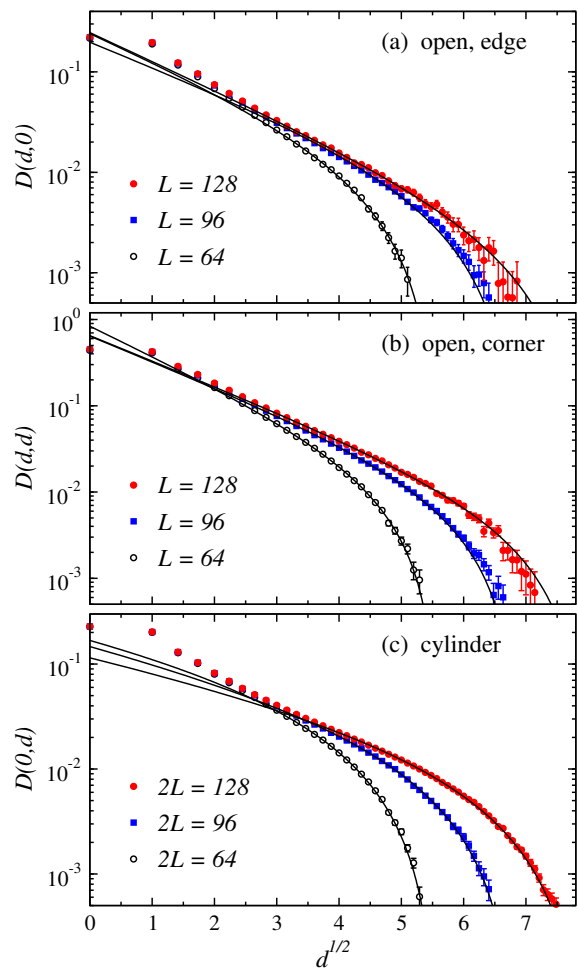 (a) open, edge
10^{-1}
10^{-2}
10^{-3}
D(d,0)
L = 128
L = 96
L = 64
(b) open, corner
10^{0}
10^{-1}
10^{-2}
10^{-3}
D(d,d)
L = 128
L = 96
L = 64
(c) cylinder
10^{-1}
10^{-2}
10^{-3}
D(0,d)
2L = 128
2L = 96
2L = 64
0 1 2 3 4 5 6 7
d^{1/2}